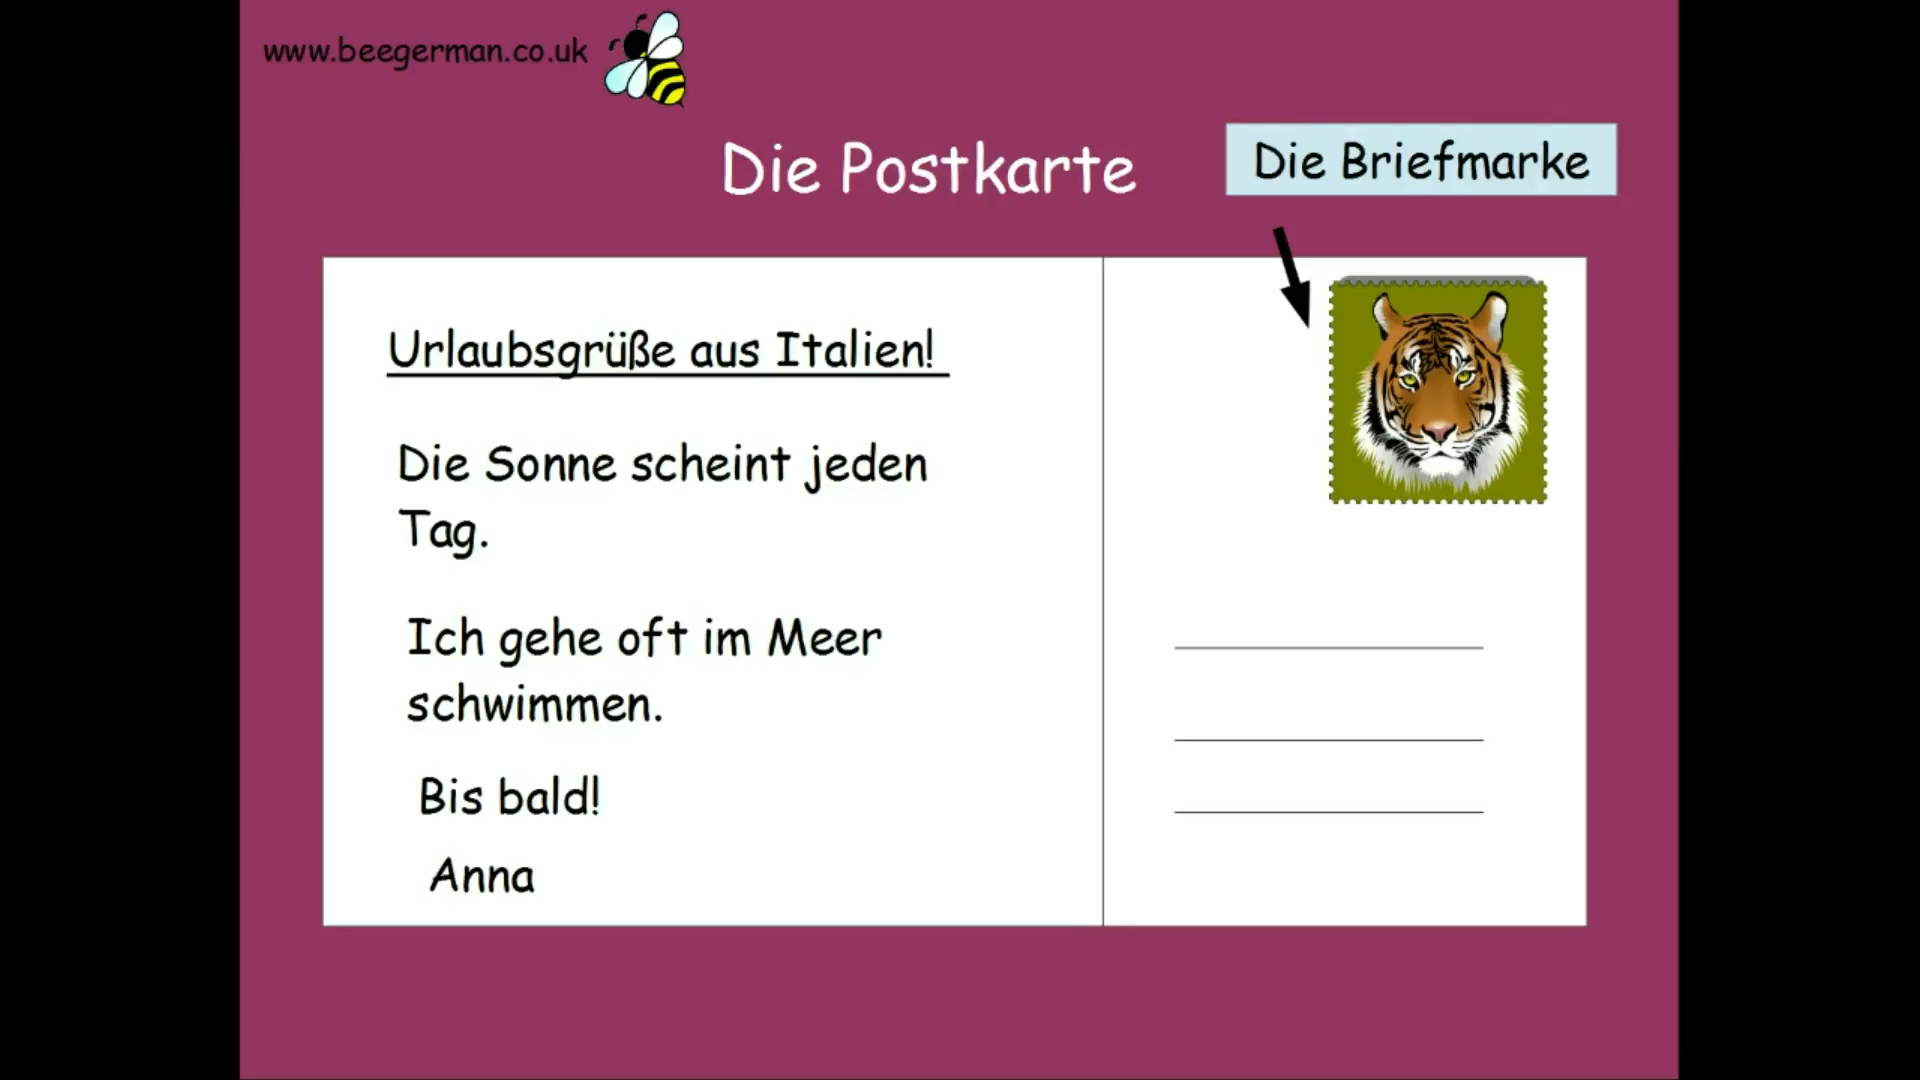 www.beegerman.co.uk
Die Postkarte
Die Briefmarke
Urlaubsgrüße aus Italien!
Die Sonne scheint jeden
Tag.
Ich gehe oft im Meer
schwimmen.
Bis bald!
Anna